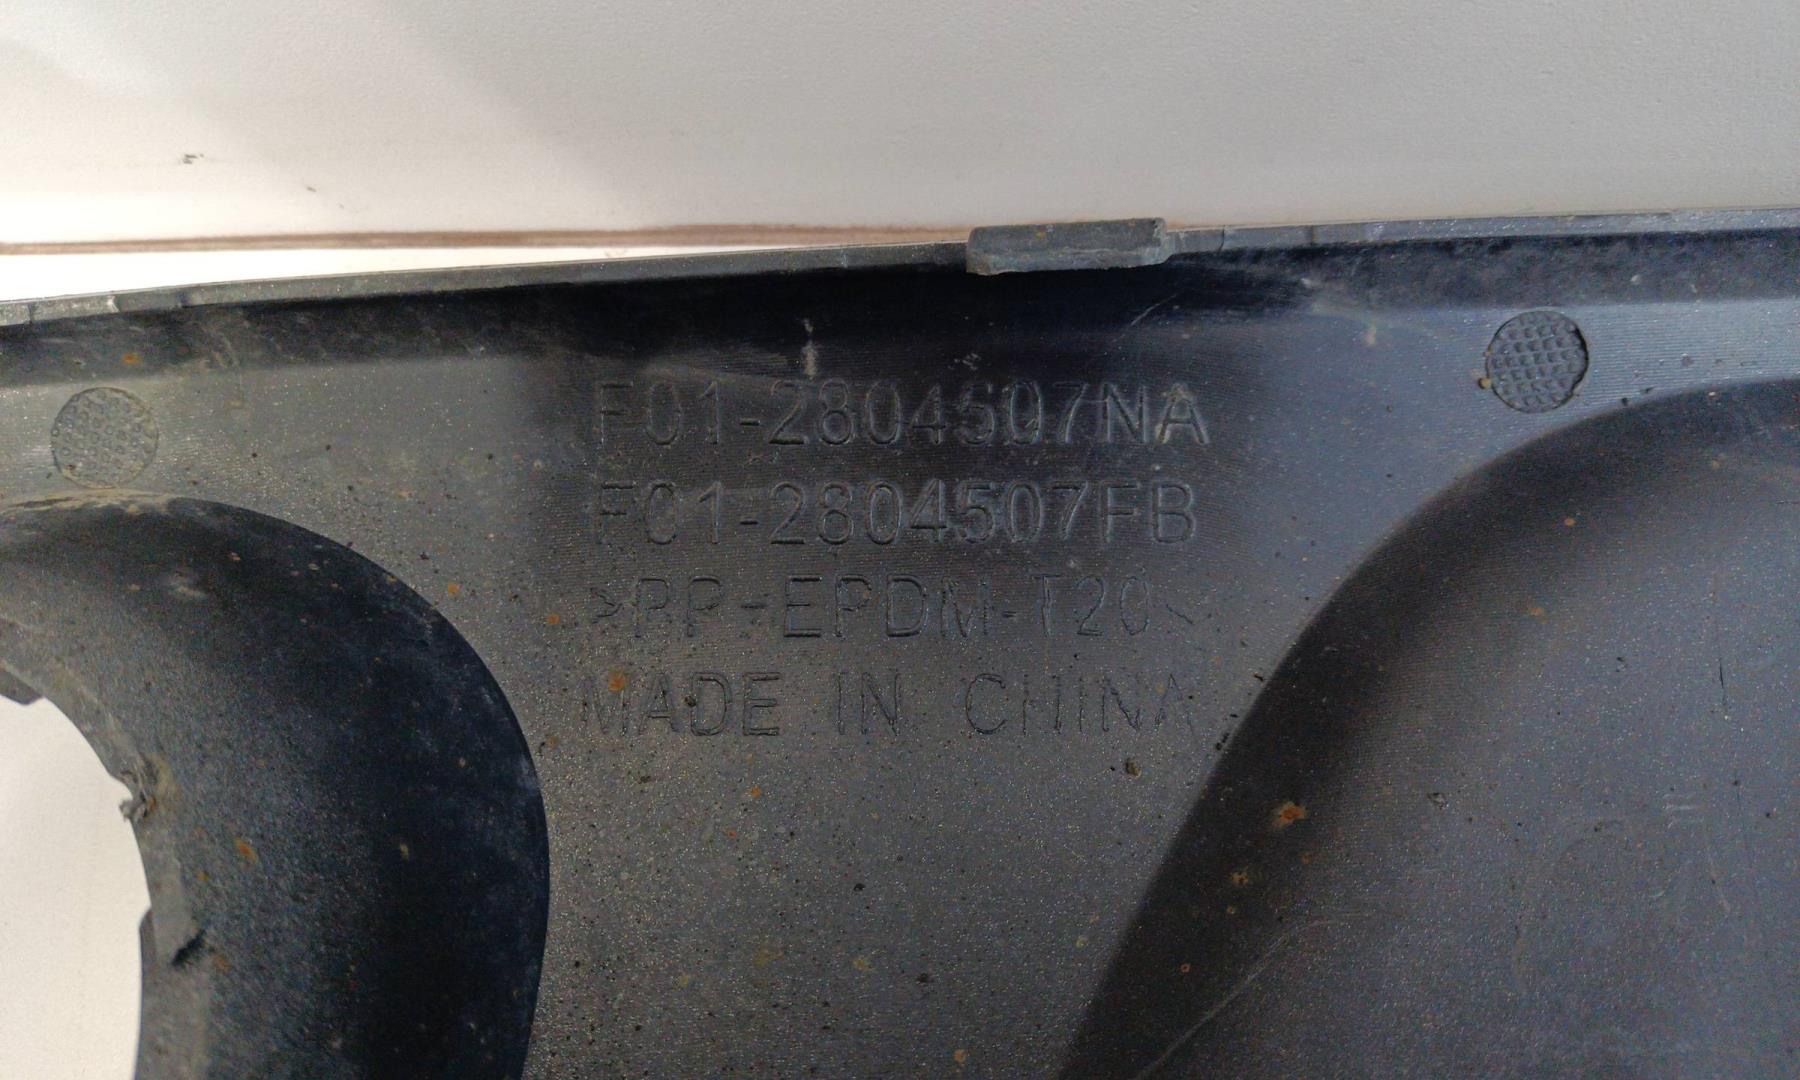 F01-2804507NA
F01-2804507FB
>PP-EPDM-T20<
MADE IN CHINA